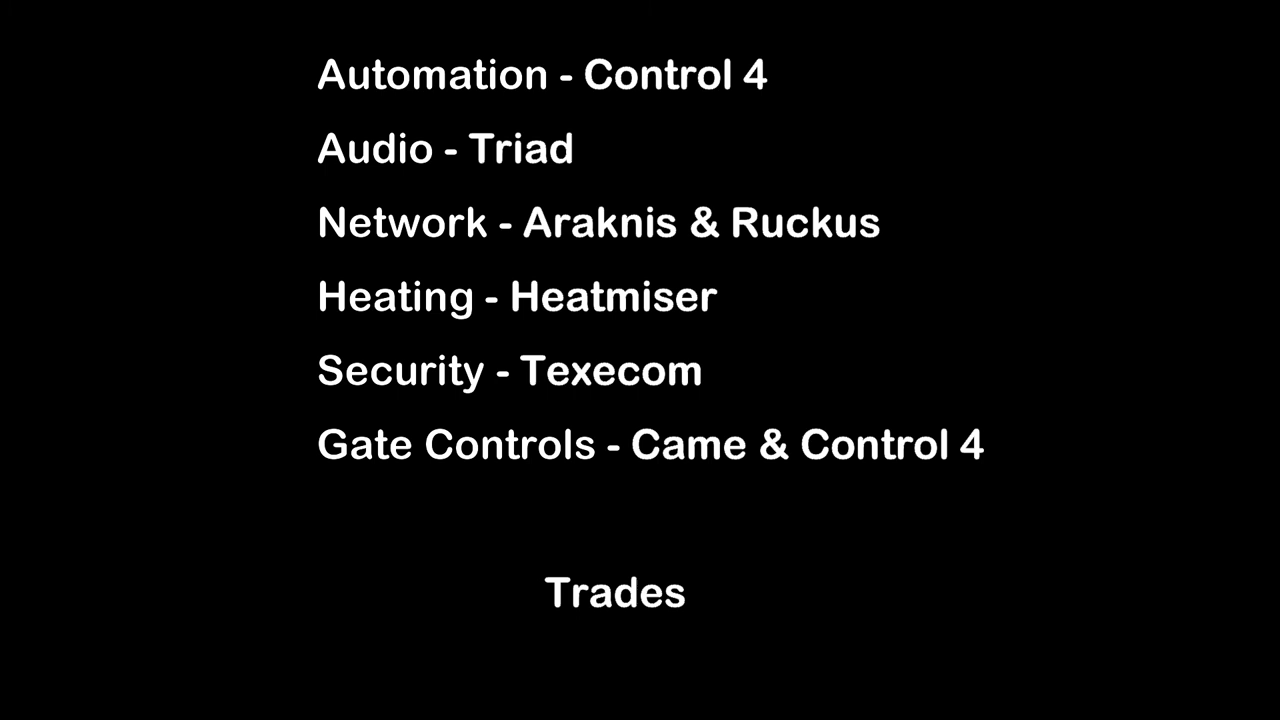 Automation - Control 4
Audio - Triad
Network - Araknis & Ruckus
Heating - Heatmiser
Security - Texecom
Gate Controls - Came & Control 4
Trades